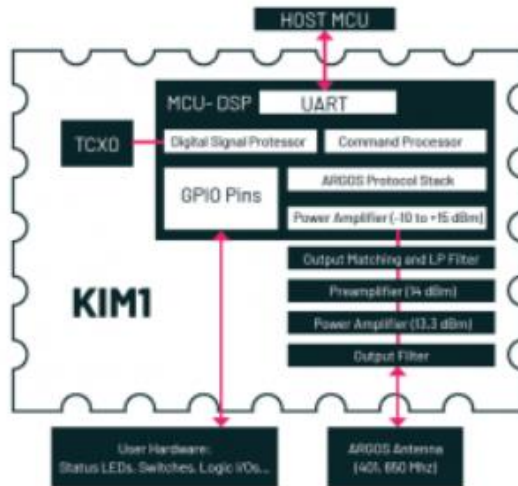 HOST MCU
MCU- DSP
UART
TCXO
Digital Signal Protessor
Command Processor
GPIO Pins
ARGOS Protocol Stack
Power Amplifier (-10 to +15 dBm)
Output Matching and LP Filter
KIM1
Preamplifier (14 dBm)
Power Amplifier (13.3 dBm)
Output Filter
User Hardware:
Status LEDs, Switches, Logic I/Os...
ARGOS Antenna
(401, 650 Mhz)